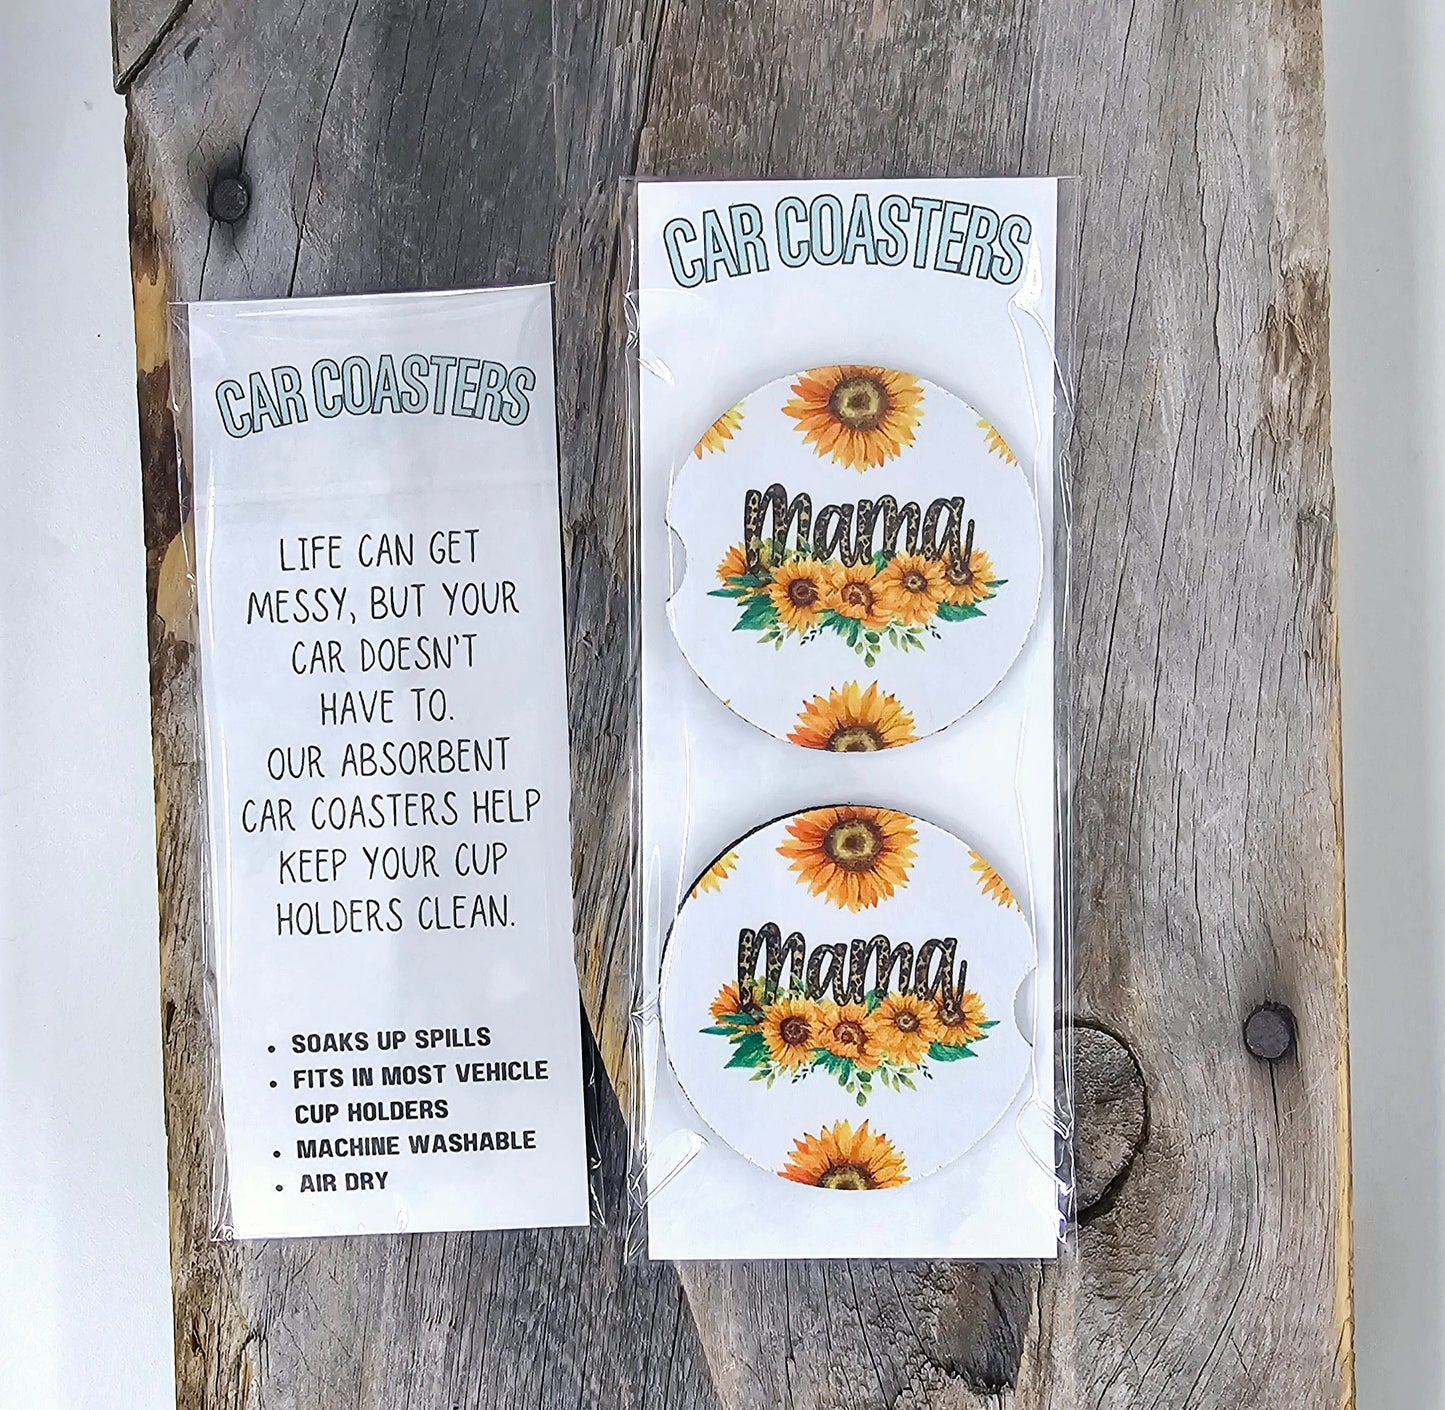 CAR COASTERS
LIFE CAN GET
MESSY, BUT YOUR
CAR DOESN'T
HAVE TO.
OUR ABSORBENT
CAR COASTERS HELP
KEEP YOUR CUP
HOLDERS CLEAN.
• SOAKS UP SPILLS
• FITS IN MOST VEHICLE
CUP HOLDERS
• MACHINE WASHABLE
• AIR DRY
CAR COASTERS
Mama
Mama